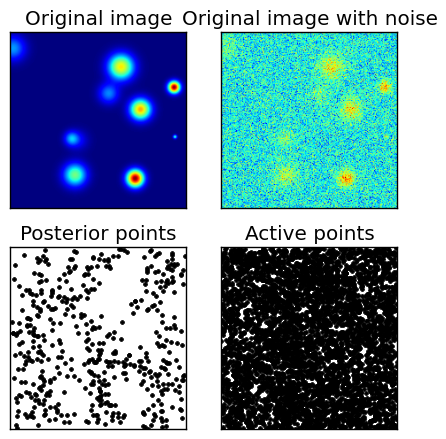 Original image
Original image with noise
Posterior points
Active points